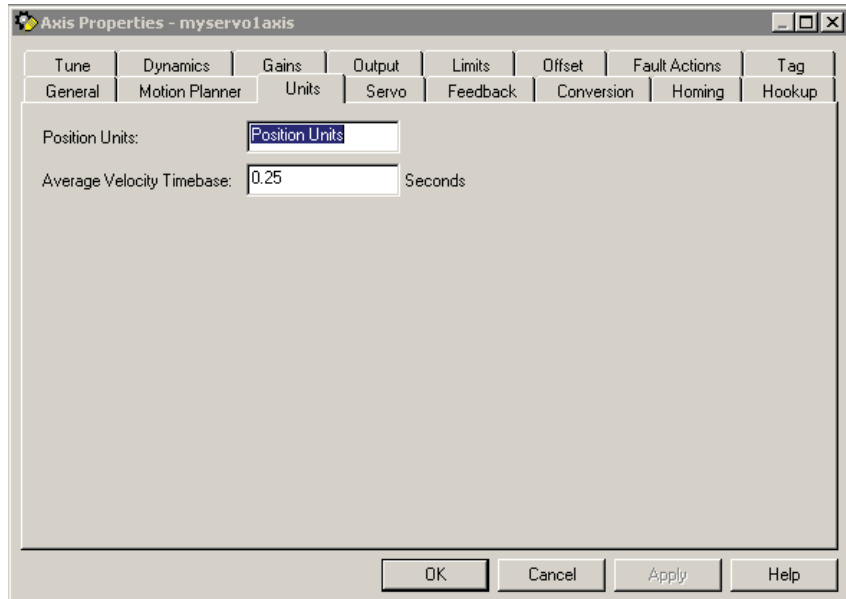 Axis Properties - myservo1axis
Tune Dynamics Gains Output Limits Offset Fault Actions Tag
General Motion Planner Units Servo Feedback Conversion Homing Hookup
Position Units: Position Units
Average Velocity Timebase: 0.25 Seconds
OK Cancel Apply Help